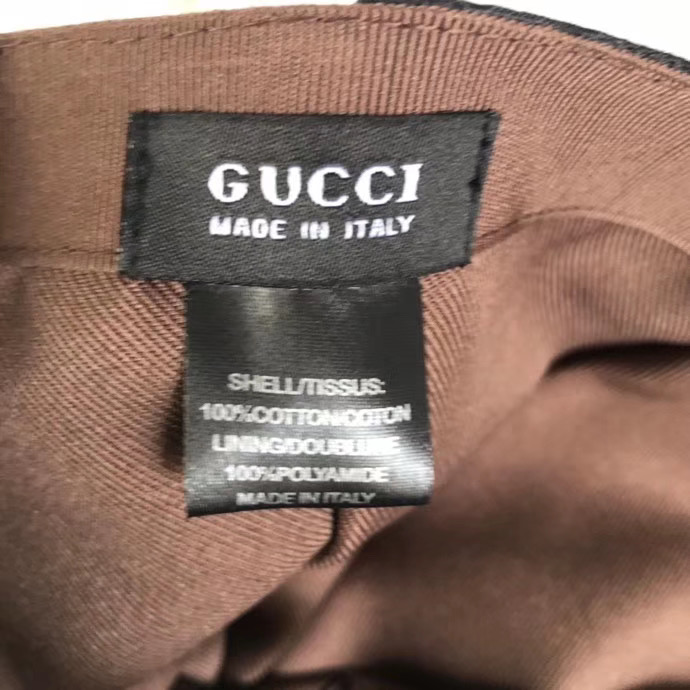 GUCCI
MADE IN ITALY
SHELL/TISSUS:
100%COTTON/COTON
LINING/DOUBLURE
100%POLYAMIDE
MADE IN ITALY